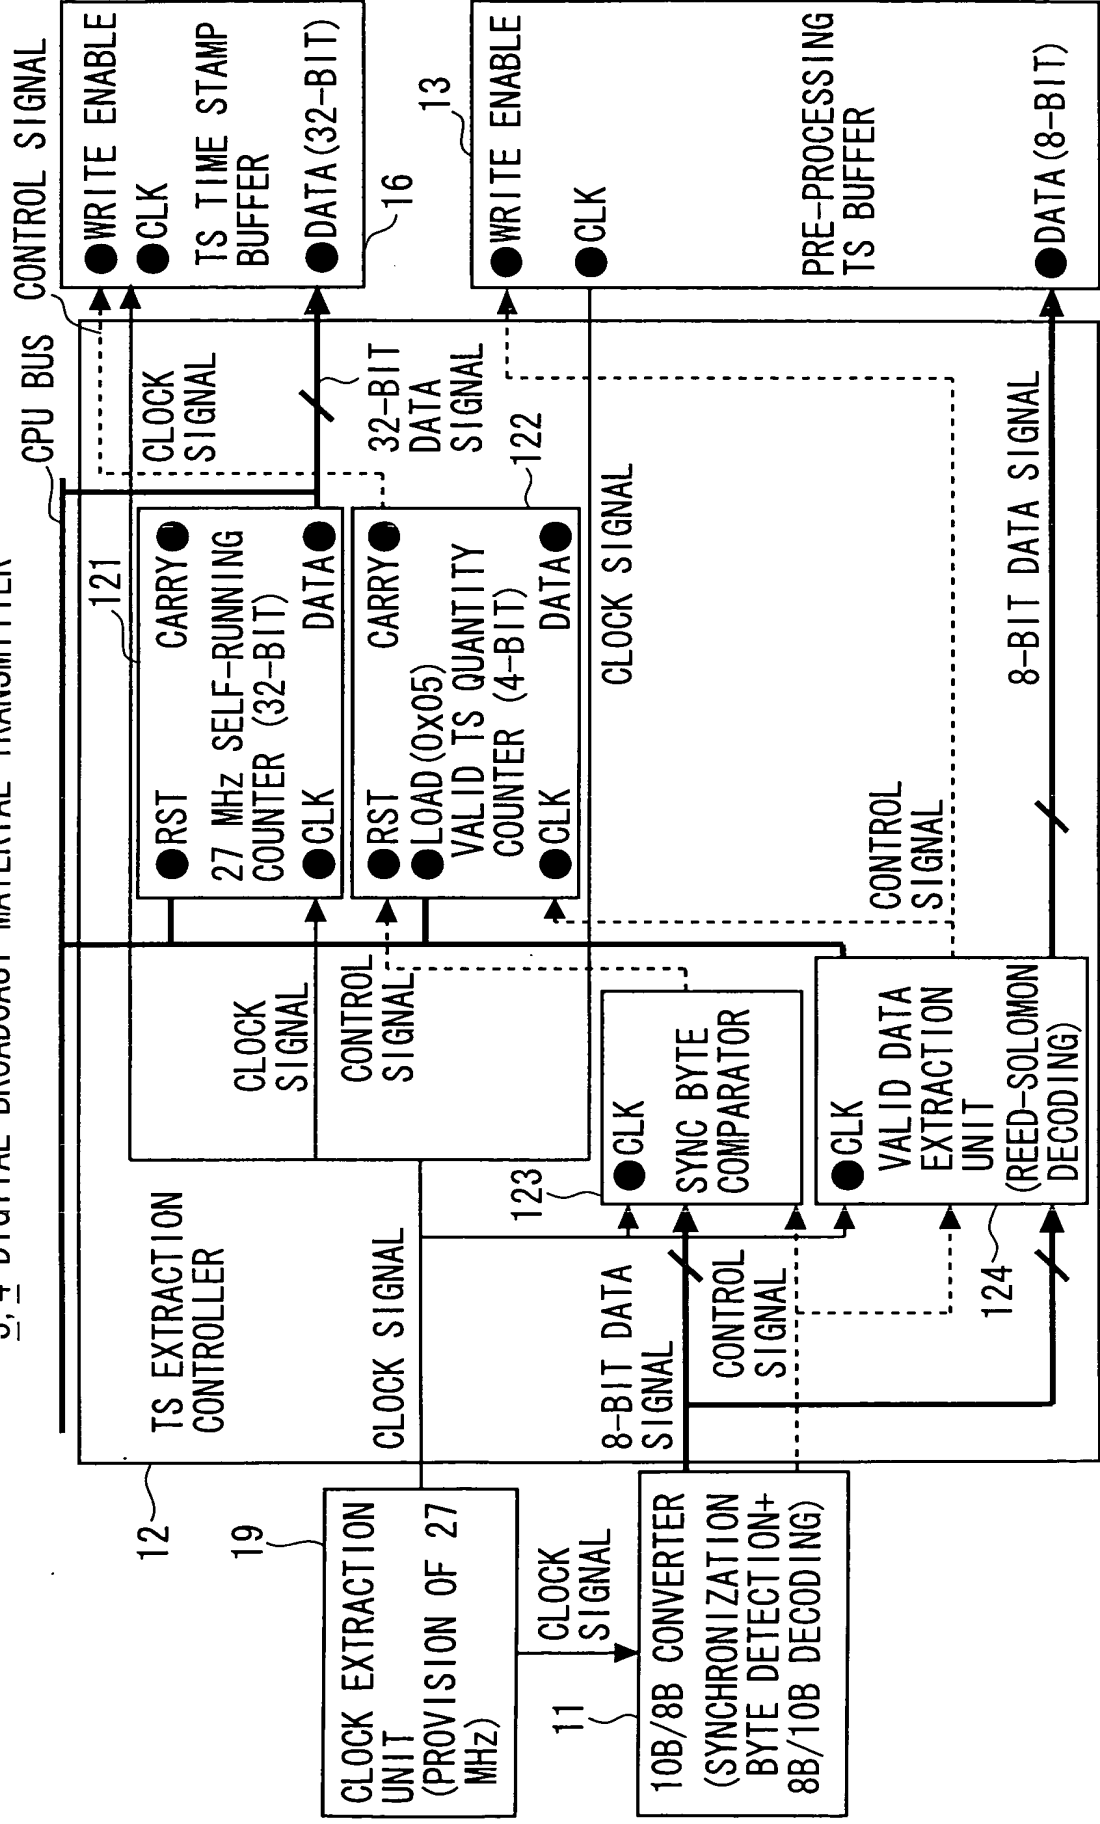 3, 4 DIGITAL BROADCAST MATERIAL TRANSMITTER
CPU BUS
CONTROL SIGNAL
12
TS EXTRACTION
CONTROLLER
19
CLOCK EXTRACTION
UNIT
(PROVISION OF 27
MHz)
CLOCK
SIGNAL
11
10B/8B CONVERTER
(SYNCHRONIZATION
BYTE DETECTION+
8B/10B DECODING)
CLOCK SIGNAL
8-BIT DATA
SIGNAL
CONTROL
SIGNAL
CLOCK
SIGNAL
CONTROL
SIGNAL
123
CLK
SYNC BYTE
COMPARATOR
124
CLK
VALID DATA
EXTRACTION
UNIT
(REED-SOLOMON
DECODING)
121
RST
CARRY
27 MHz SELF-RUNNING
COUNTER (32-BIT)
CLK
DATA
122
RST
CARRY
LOAD(0x05)
VALID TS QUANTITY
COUNTER (4-BIT)
CLK
DATA
CLOCK
SIGNAL
32-BIT
DATA
SIGNAL
CLOCK SIGNAL
CONTROL
SIGNAL
8-BIT DATA SIGNAL
WRITE ENABLE
CLK
TS TIME STAMP
BUFFER
DATA(32-BIT)
16
13
WRITE ENABLE
CLK
PRE-PROCESSING
TS BUFFER
DATA(8-BIT)